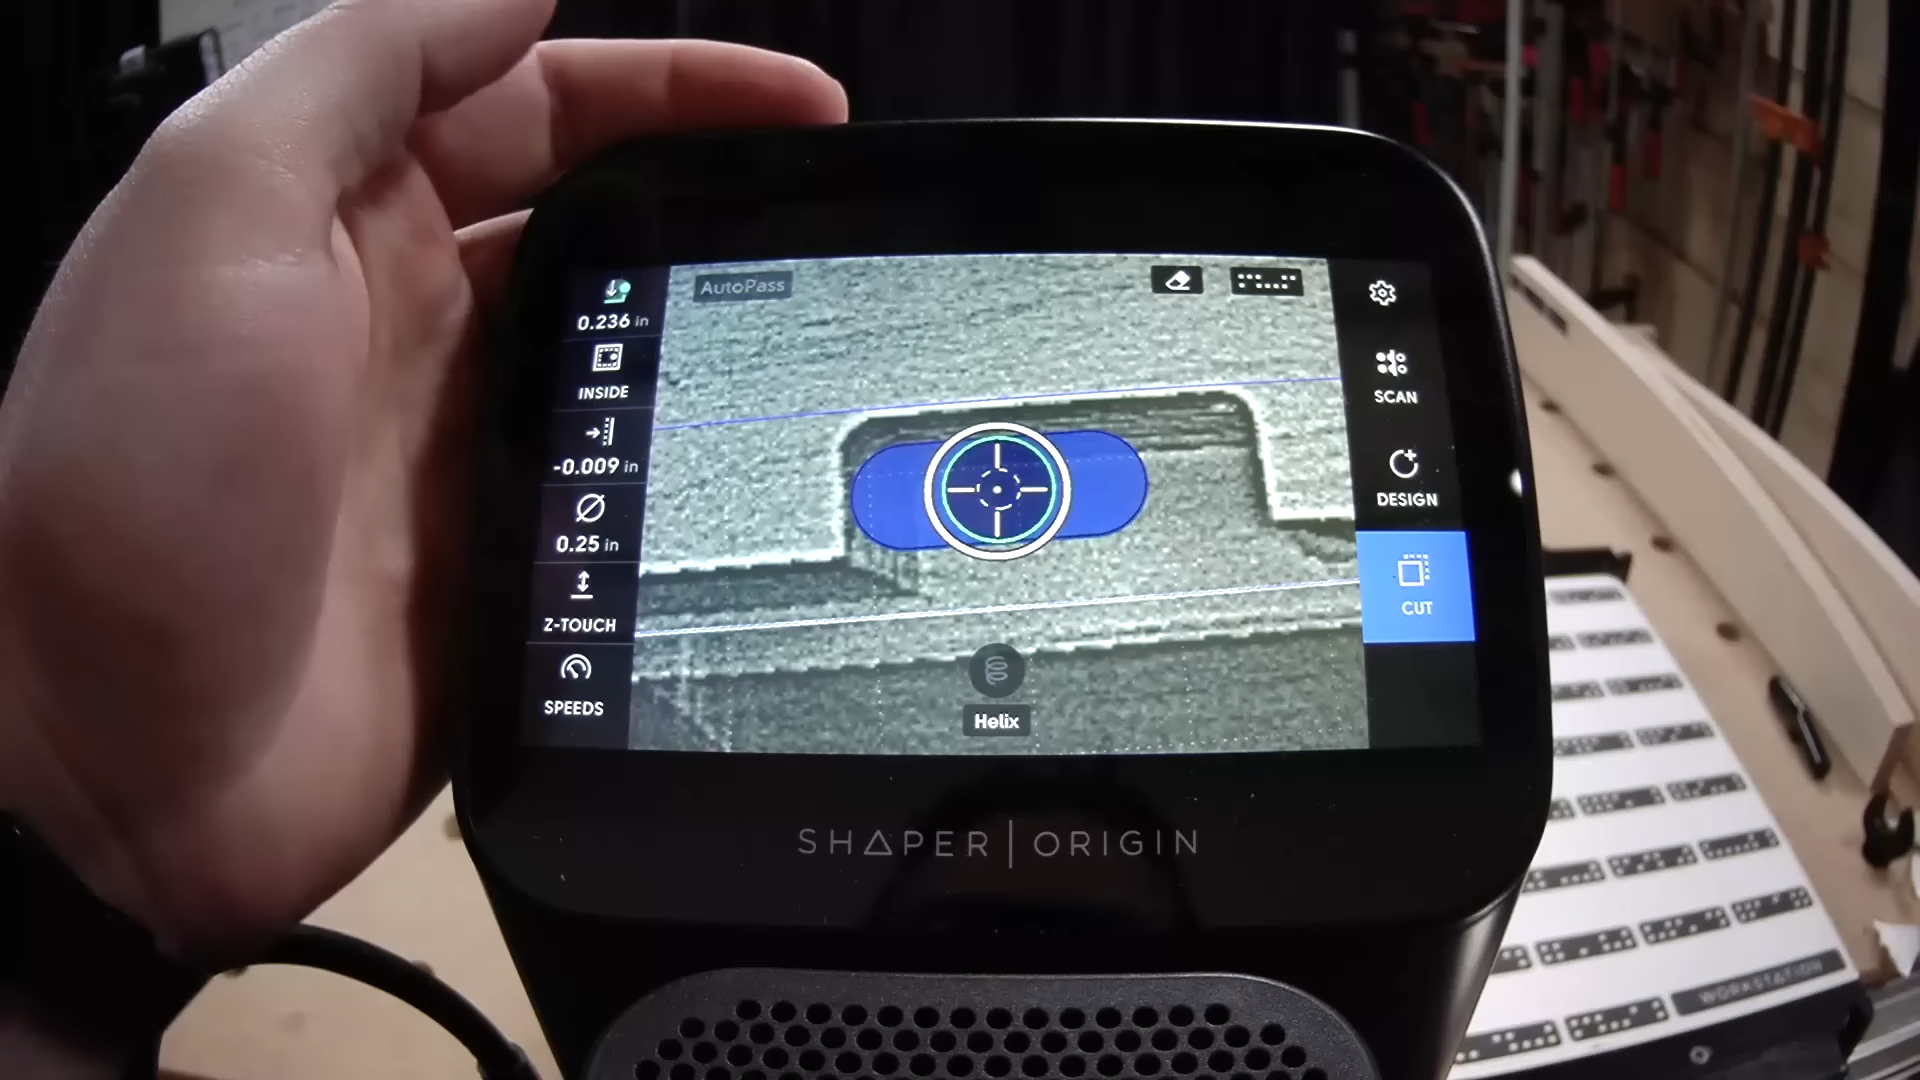 AutoPass
0.236 in
INSIDE
-0.009 in
0.25 in
Z-TOUCH
SPEEDS
Helix
SCAN
DESIGN
CUT
SHAPER | ORIGIN
WORKSTATION